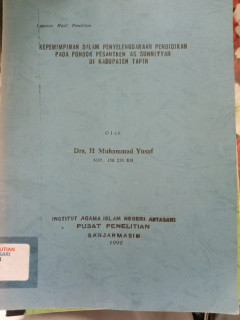 Laporan Hasil Penelitian
KEPEMIMPINAN DALAM PENYELENGGARAAN PENDIDIKAN
PADA PONDOK PESANTREN AS SUNNIYYAH
DI KABUPATEN TAPIN
Oleh
Drs. H Muhammad Yusuf
NIP.
INSTITUT AGAMA ISLAM NEGERI ANTASARI
PUSAT PENELITIAN
BANJARMASIN